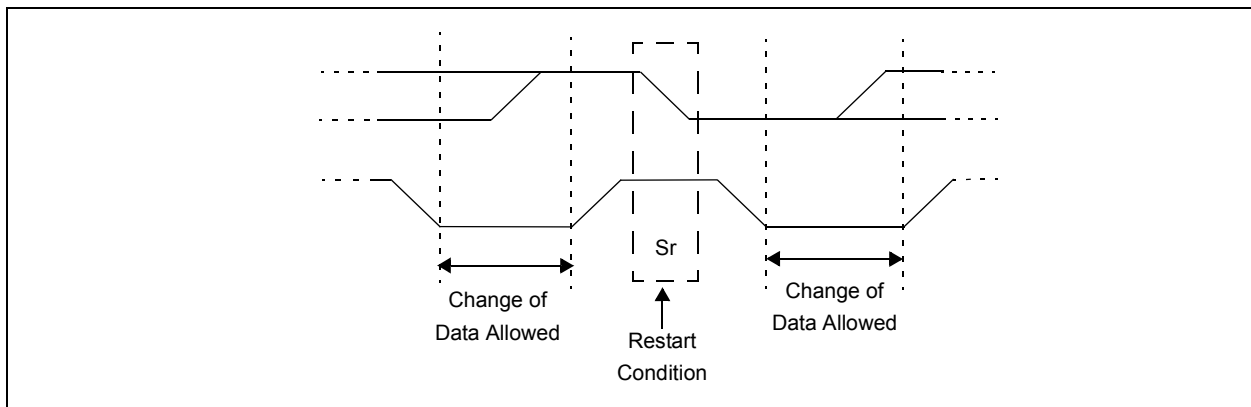 Sr
Change of
Data Allowed
Restart
Condition
Change of
Data Allowed